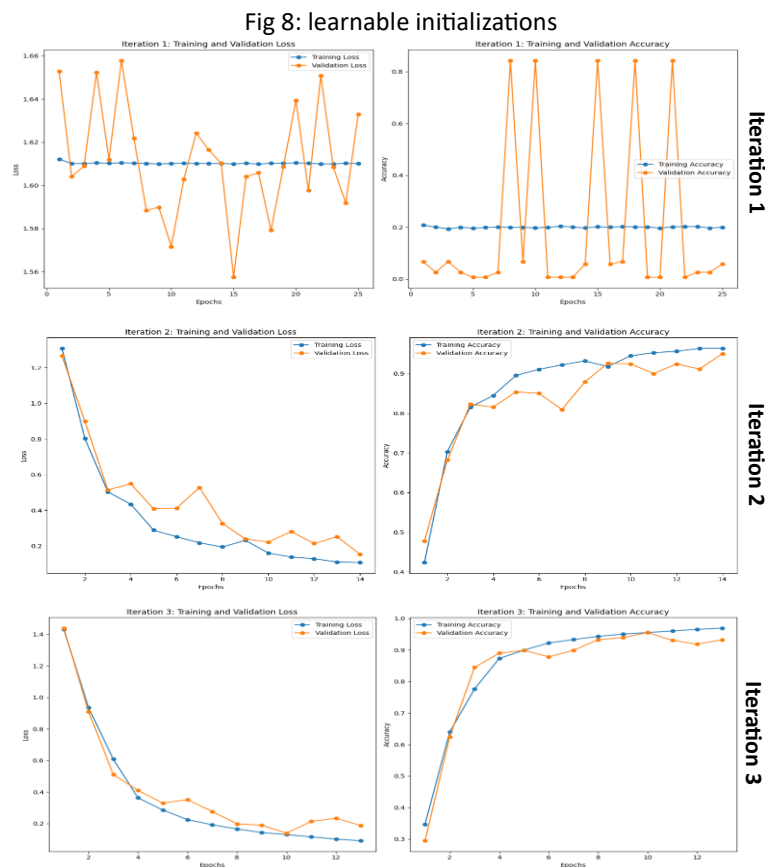 Fig 8: learnable initializations
Iteration 1: Training and Validation Loss
Training Loss
Validation Loss
1.66
1.64
1.62
1.60
1.58
1.56
Loss
0
5
10
15
20
25
Epochs
Iteration 1: Training and Validation Accuracy
Training Accuracy
Validation Accuracy
0.8
0.6
0.4
0.2
0.0
Accuracy
0
5
10
15
20
25
Epochs
Iteration 1
Iteration 2: Training and Validation Loss
Training Loss
Validation Loss
1.2
1.0
0.8
0.6
0.4
0.2
Loss
2
4
6
8
10
12
14
Epochs
Iteration 2: Training and Validation Accuracy
Training Accuracy
Validation Accuracy
0.9
0.8
0.7
0.6
0.5
0.4
Accuracy
2
4
6
8
10
12
14
Epochs
Iteration 2
Iteration 3: Training and Validation Loss
Training Loss
Validation Loss
1.4
1.2
1.0
0.8
0.6
0.4
0.2
Loss
2
4
6
8
10
12
Epochs
Iteration 3: Training and Validation Accuracy
Training Accuracy
Validation Accuracy
1.0
0.9
0.8
0.7
0.6
0.5
0.4
0.3
Accuracy
2
4
6
8
10
12
Epochs
Iteration 3